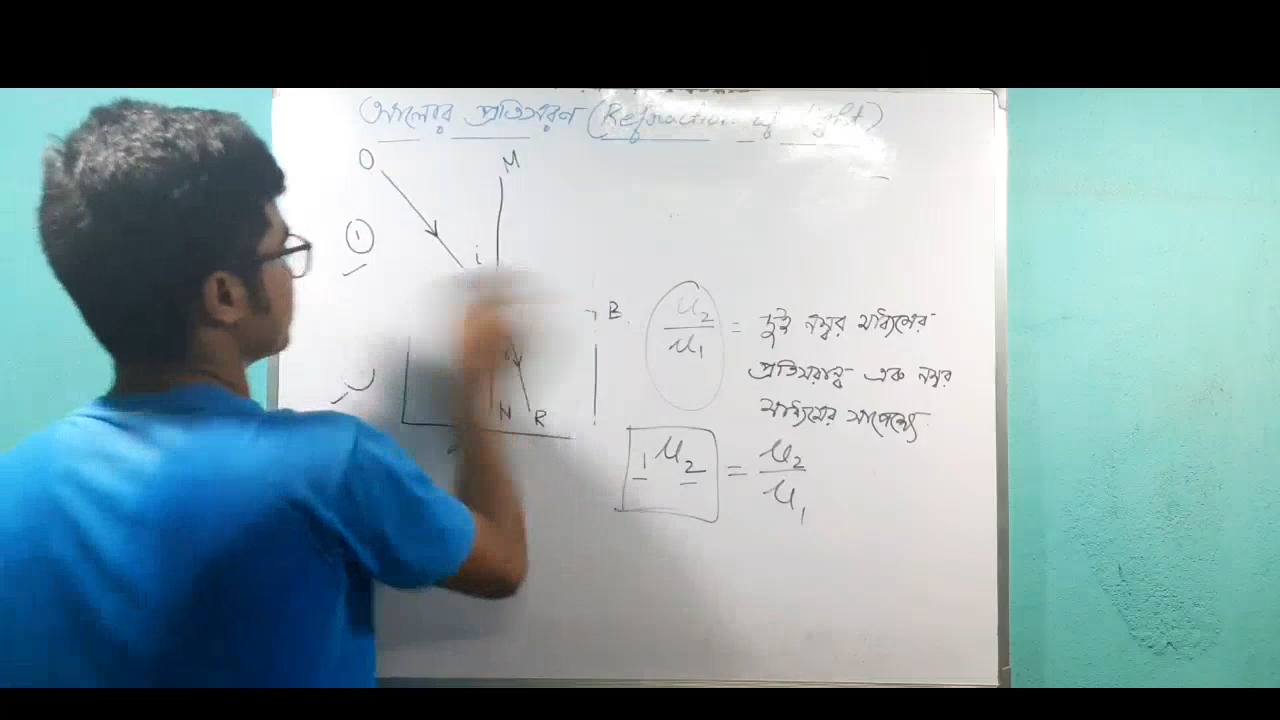 আলোর প্রতিসরণ (Refraction of light)
O
M
১
i
B
N
R
μ₂/μ₁ = দুই নম্বর মাধ্যমের
প্রতিসরাঙ্ক এক নম্বর
মাধ্যমের সাপেক্ষে
₁μ₂ = μ₂/μ₁